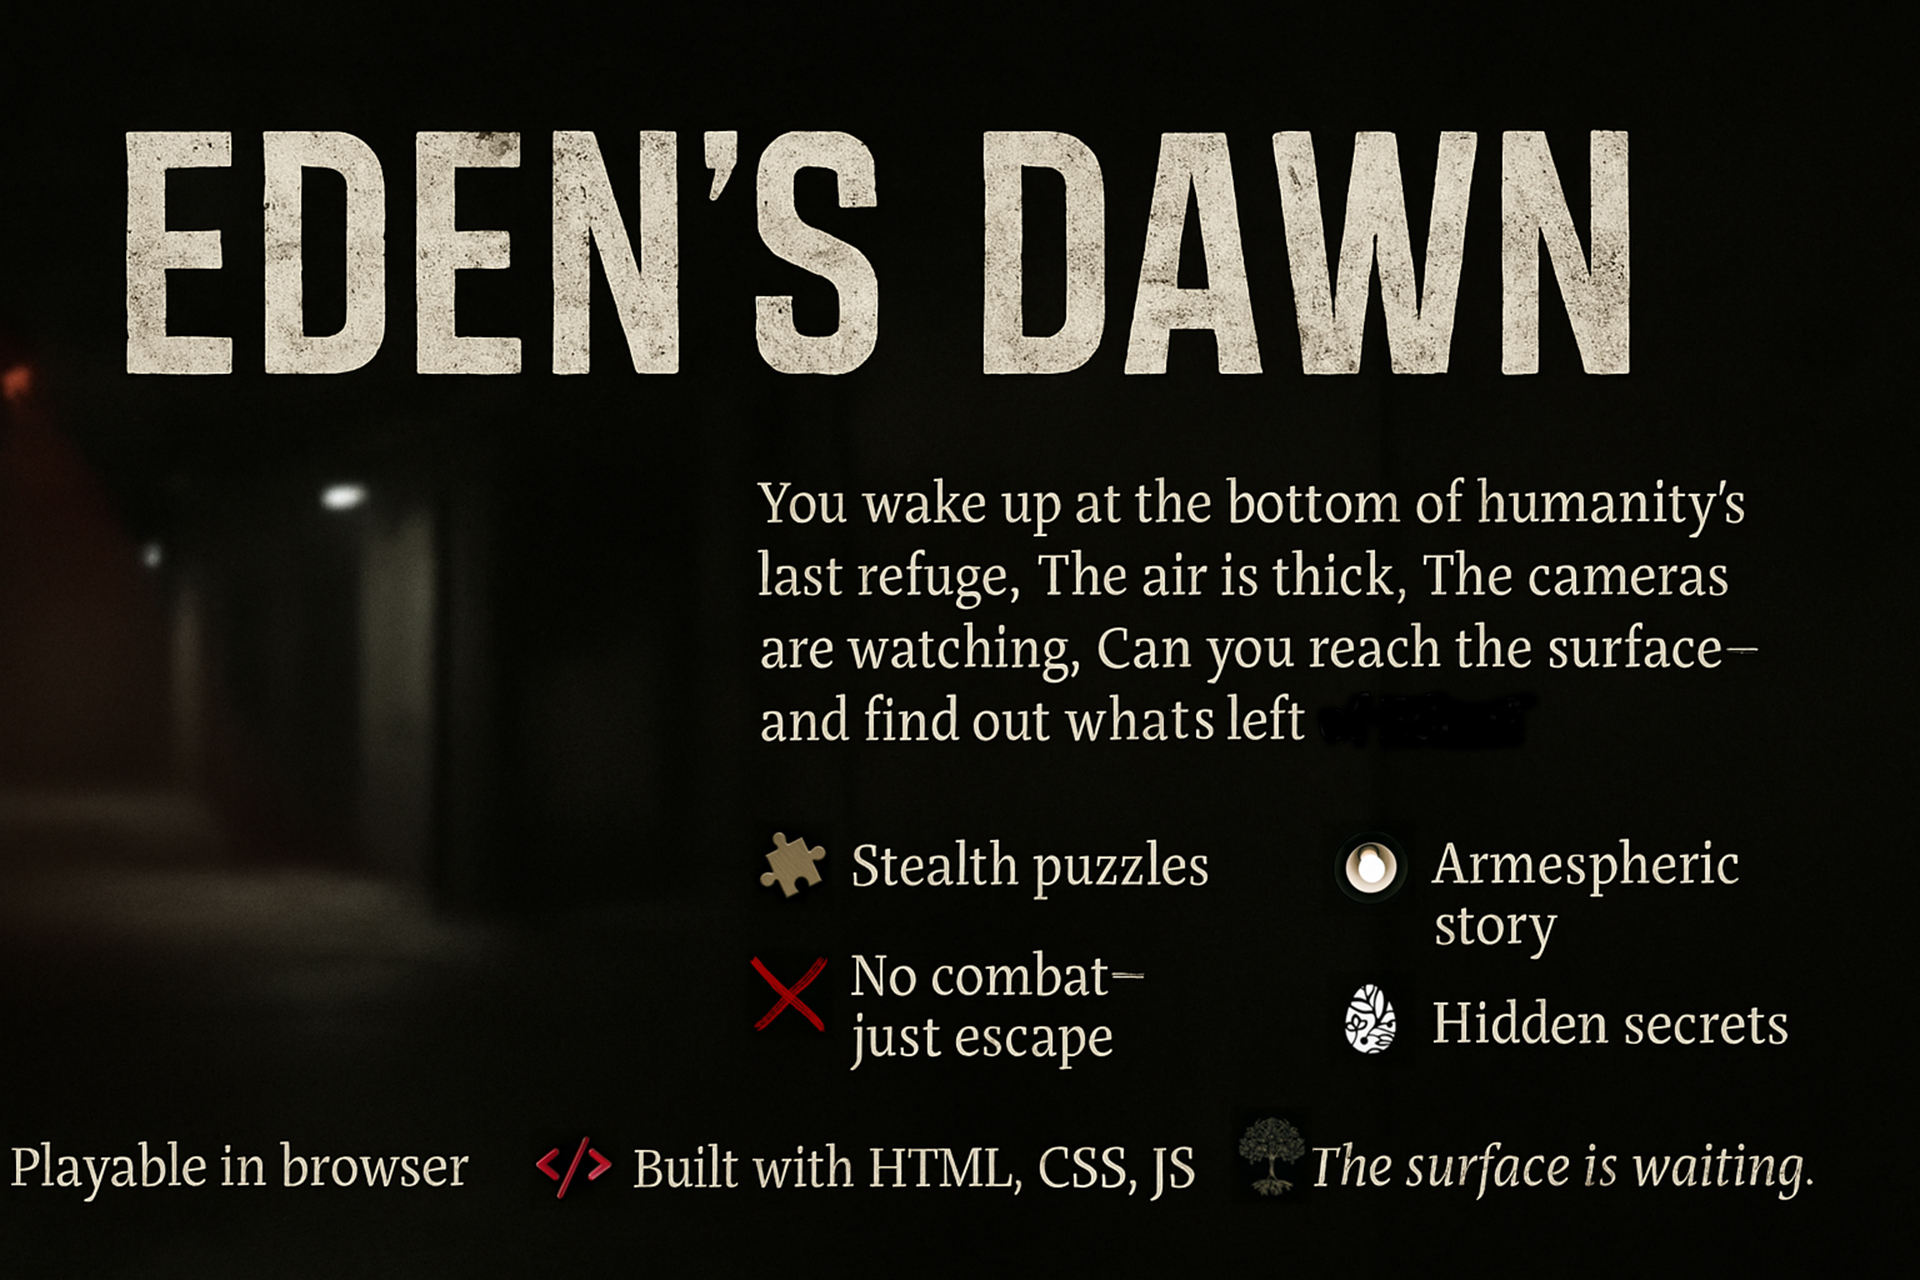 EDEN'S DAWN
You wake up at the bottom of humanity's
last refuge, The air is thick, The cameras
are watching, Can you reach the surface—
and find out whats left
Stealth puzzles
Armespheric
story
No combat—
just escape
Hidden secrets
Playable in browser
</> Built with HTML, CSS, JS
The surface is waiting.